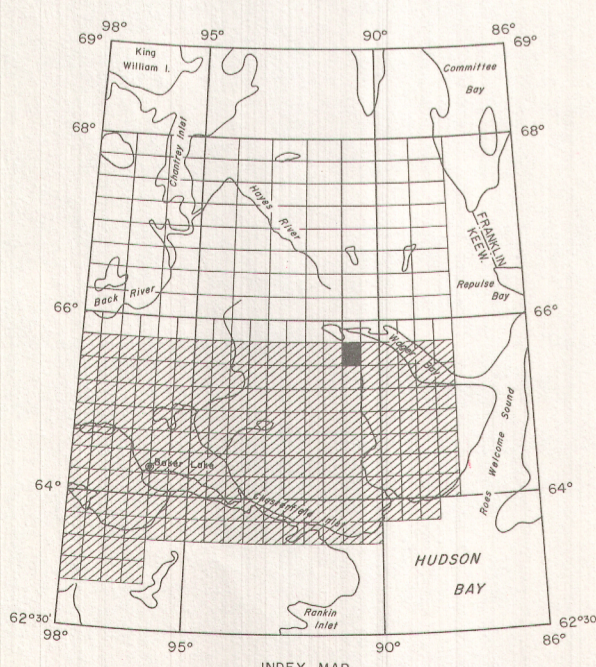 98° 95° 90° 86°
69° 69°
King
William I.
Committee
Bay
68° 68°
Chantrey Inlet
Hayes River
FRANKLIN
KEEW.
Repulse
Bay
Back River
66° 66°
Wager Bay
Roes Welcome Sound
Baker Lake
64° 64°
Chesterfield Inlet
HUDSON
BAY
Rankin
Inlet
62°30' 62°30'
98° 95° 90° 86°
INDEX MAP